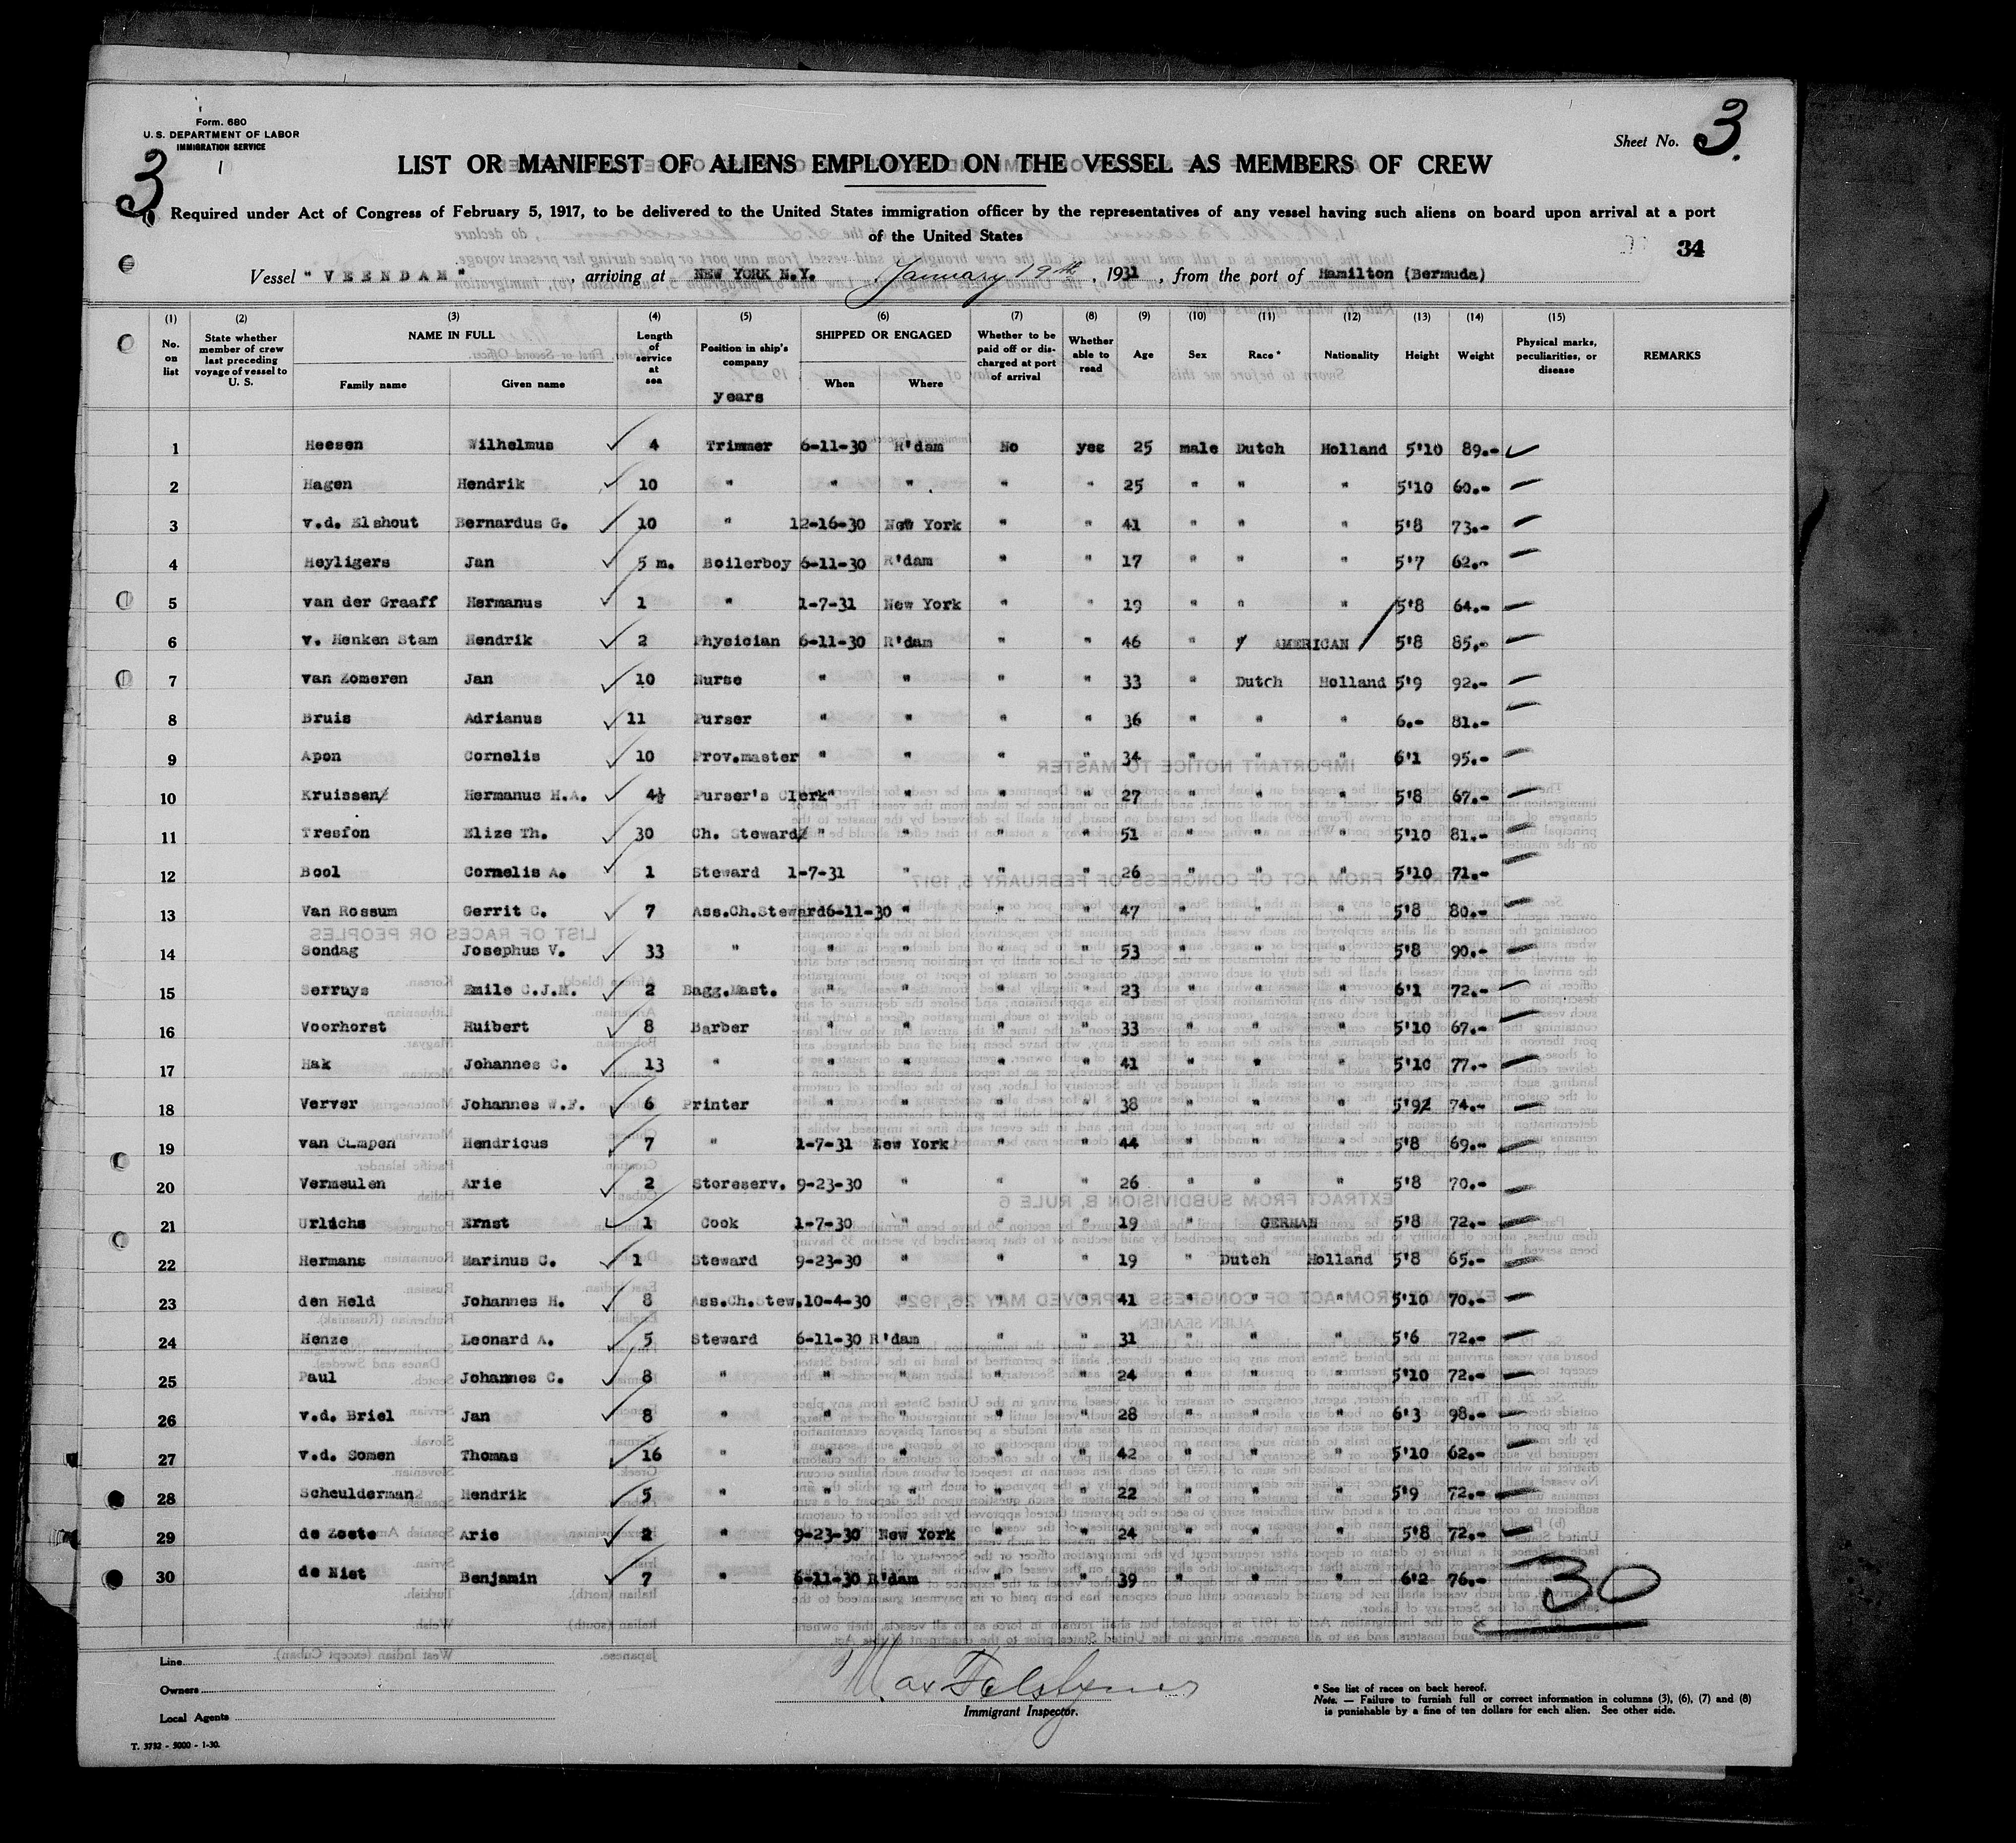 Form. 680
U. S. DEPARTMENT OF LABOR
IMMIGRATION SERVICE
3
Sheet No. 3.
LIST OR MANIFEST OF ALIENS EMPLOYED ON THE VESSEL AS MEMBERS OF CREW
Required under Act of Congress of February 5, 1917, to be delivered to the United States immigration officer by the representatives of any vessel having such aliens on board upon arrival at a port
of the United States
34
Vessel "VEENDAM", arriving at NEW YORK N.Y. January 19th, 1931, from the port of Hamilton (Bermuda)
(1) (2) (3) (4) (5) (6) (7) (8) (9) (10) (11) (12) (13) (14) (15)
No. on list State whether member of crew last preceding voyage of vessel to U. S. NAME IN FULL Family name Given name Length of service at sea Position in ship's company SHIPPED OR ENGAGED When Where Whether to be paid off or discharged at port of arrival Whether able to read Age Sex Race* Nationality Height Weight Physical marks, peculiarities, or disease REMARKS
years
1 Heesen Wilhelmus 4 Trimmer 6-11-30 R'dam No yes 25 male Dutch Holland 5'10 89.-
2 Hagen Hendrik 10 " " " " " 25 " " " 5'10 60.-
3 v.d. Elshout Bernardus G. 10 " 12-16-30 New York " " 41 " " " 5'8 73.-
4 Heyligers Jan 5 m. Boilerboy 6-11-30 R'dam " " 17 " " " 5'7 62.-
5 van der Graaff Hermanus 1 " 1-7-31 New York " " 19 " " " 5'8 64.-
6 v. Henken Stam Hendrik 2 Physician 6-11-30 R'dam " " 46 " AMERICAN 5'8 85.-
7 van Zomeren Jan 10 Nurse " " " " 33 " Dutch Holland 5'9 92.-
8 Bruis Adrianus 11 Purser " " " " 36 " " " 6.- 81.-
9 Apon Cornelis 10 Prov.master " " " " 34 " " " 6'1 95.-
10 Kruissen Hermanus H.A. 4½ Purser's Clerk " " " " 27 " " " 5'8 67.-
11 Tresfon Elize Th. 30 Ch. Steward " " " " 51 " " " 5'10 81.-
12 Bool Cornelis A. 1 Steward 1-7-31 " " " 26 " " " 5'10 71.-
13 Van Rossum Gerrit C. 7 Ass.Ch.Steward 6-11-30 " " " 47 " " " 5'8 80.-
14 Sondag Josephus V. 33 " " " " " 53 " " " 5'8 90.-
15 Serruys Emile C.J.M. 2 Bagg.Mast. " " " " 23 " " " 6'1 72.-
16 Voorhorst Huibert 8 Barber " " " " 33 " " " 5'10 67.-
17 Hak Johannes C. 13 " " " " " 41 " " " 5'10 77.-
18 Verver Johannes W.F. 6 Printer " " " " 38 " " " 5'9 74.-
19 van Campen Hendricus 7 " 1-7-31 New York " " 44 " " " 5'8 69.-
20 Vermeulen Arie 2 Storeserv. 9-23-30 " " " 26 " " " 5'8 70.-
21 Urlichs Ernst 1 Cook 1-7-30 " " " 19 " GERMAN 5'8 72.-
22 Hermans Marinus C. 1 Steward 9-23-30 " " " 19 " Dutch Holland 5'8 65.-
23 den Held Johannes H. 8 Ass.Ch.Stew. 10-4-30 " " " 41 " " " 5'10 70.-
24 Henze Leonard A. 5 Steward 6-11-30 R'dam " " 31 " " " 5'6 72.-
25 Paul Johannes C. 8 " " " " " 24 " " " 5'10 72.-
26 v.d. Briel Jan 8 " " " " " 28 " " " 6'3 98.-
27 v.d. Somen Thomas 16 " " " " " 42 " " " 5'10 62.-
28 Scheulderman Hendrik 5 " " " " " 22 " " " 5'9 72.-
29 de Zoete Arie 2 " 9-23-30 New York " " 24 " " " 5'8 72.-
30 de Niet Benjamin 7 " 6-11-30 R'dam " " 39 " " " 6'2 76.-
30
Line
Owners
Local Agents
Max
Immigrant Inspector.
* See list of races on back hereof.
Note. — Failure to furnish full or correct information in columns (3), (6), (7) and (8)
is punishable by a fine of ten dollars for each alien. See other side.
T. 3732 - 5000 - 1-30.